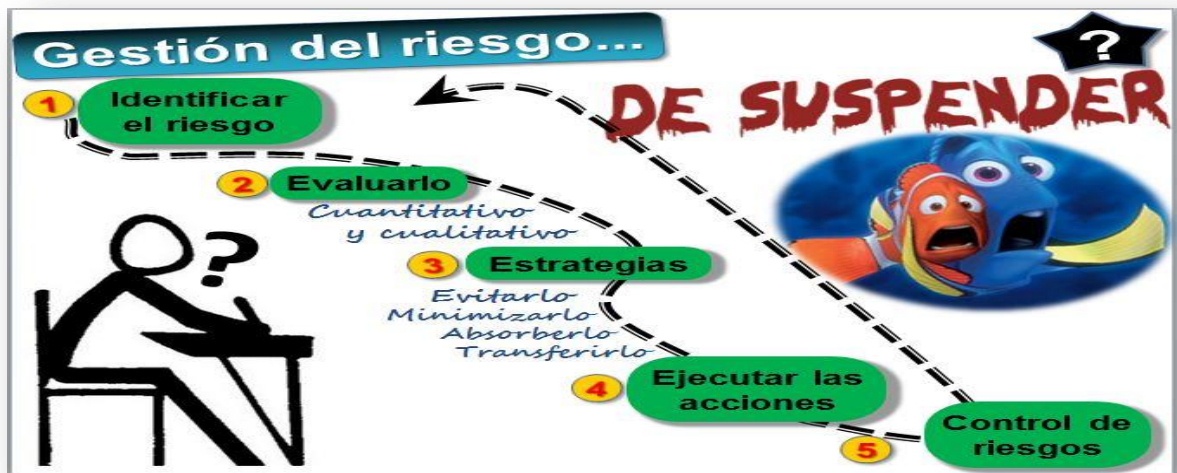 Gestión del riesgo...
?
DE SUSPENDER
1
Identificar
el riesgo
2
Evaluarlo
Cuantitativo
y cualitativo
?
3
Estrategias
Evitarlo
Minimizarlo
Absorberlo
Transferirlo
4
Ejecutar las
acciones
5
Control de
riesgos